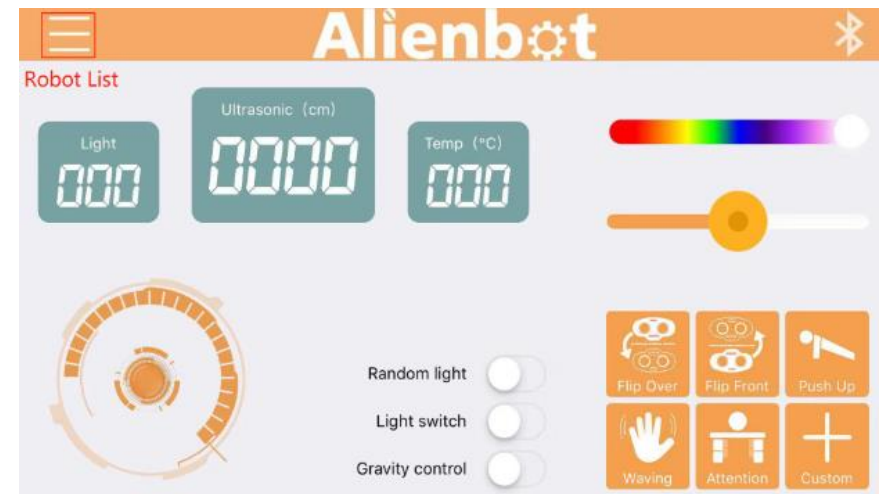 Alienbot
Robot List
Light
000
Ultrasonic (cm)
0000
Temp (°C)
000
Random light
Light switch
Gravity control
Flip Over
Flip Front
Push Up
Waving
Attention
Custom